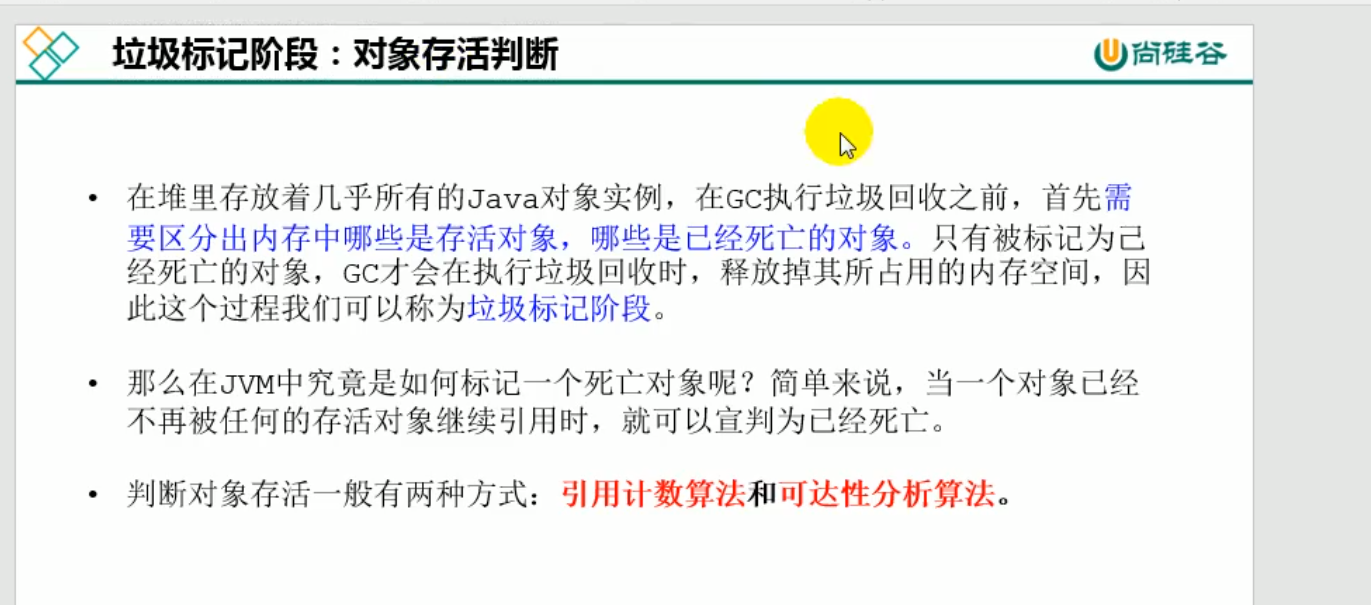 垃圾标记阶段：对象存活判断
尚硅谷
• 在堆里存放着几乎所有的Java对象实例，在GC执行垃圾回收之前，首先需
要区分出内存中哪些是存活对象，哪些是已经死亡的对象。只有被标记为己
经死亡的对象，GC才会在执行垃圾回收时，释放掉其所占用的内存空间，因
此这个过程我们可以称为垃圾标记阶段。
• 那么在JVM中究竟是如何标记一个死亡对象呢？简单来说，当一个对象已经
不再被任何的存活对象继续引用时，就可以宣判为已经死亡。
• 判断对象存活一般有两种方式：引用计数算法和可达性分析算法。